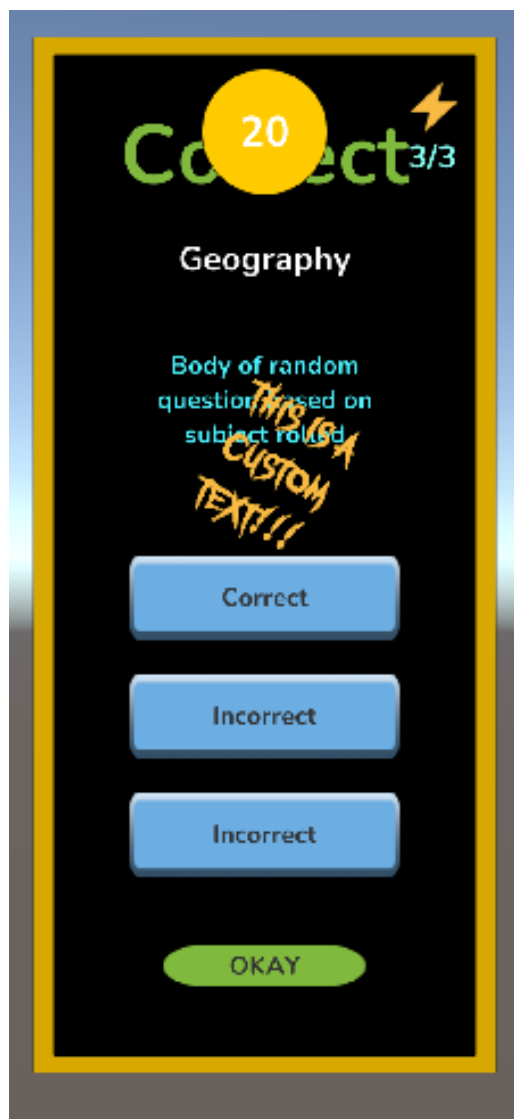 20
Correct
3/3
Geography
Body of random
question based on
subject rolled
THIS IS A
CUSTOM
TEXT!!!
Correct
Incorrect
Incorrect
OKAY